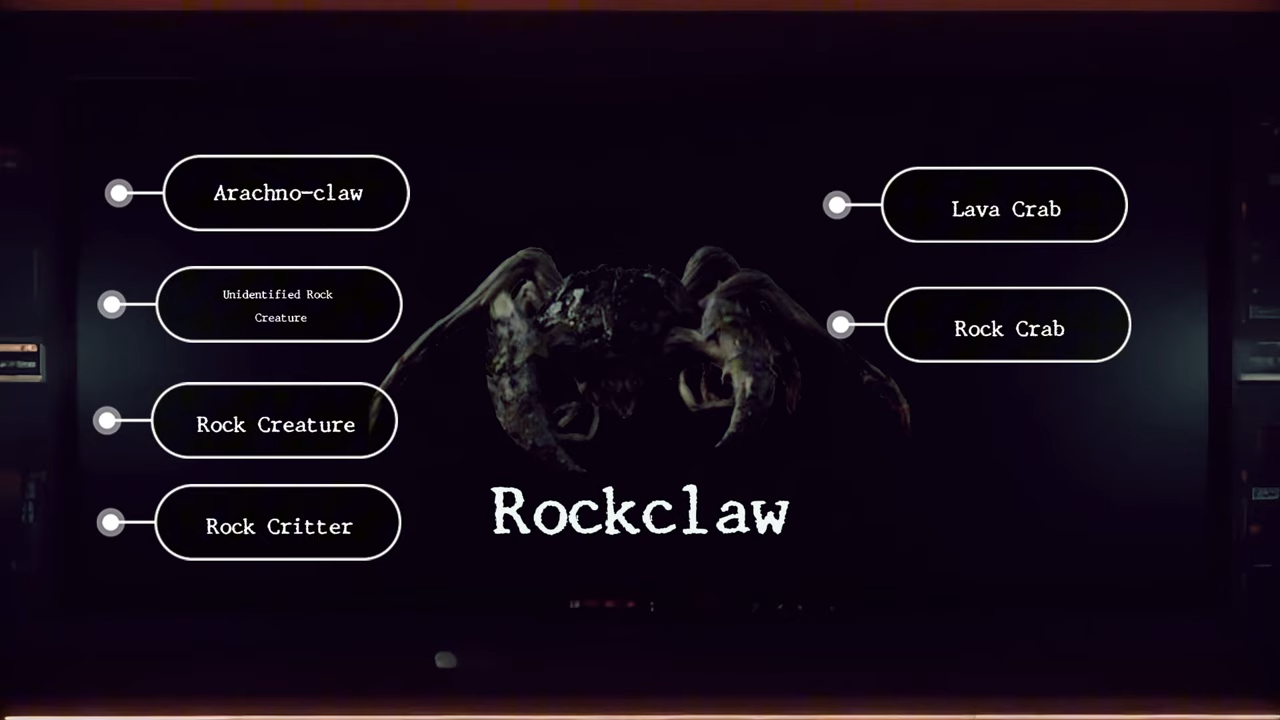 Arachno-claw
Unidentified Rock
Creature
Rock Creature
Rock Critter
Lava Crab
Rock Crab
Rockclaw